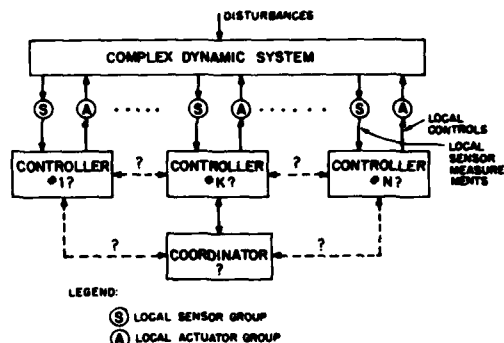 DISTURBANCES
COMPLEX DYNAMIC SYSTEM
S A ..... S A ...... S A
LOCAL
CONTROLS
LOCAL
SENSOR
MEASURE
MENTS
CONTROLLER
#1?
?
CONTROLLER
#K?
?
CONTROLLER
#N?
?
COORDINATOR
?
?
LEGEND:
S LOCAL SENSOR GROUP
A LOCAL ACTUATOR GROUP